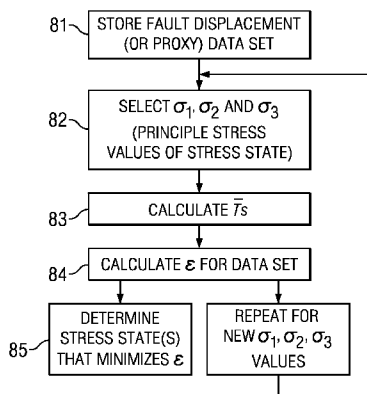 81
STORE FAULT DISPLACEMENT
(OR PROXY) DATA SET
82
SELECT σ1, σ2 AND σ3
(PRINCIPLE STRESS
VALUES OF STRESS STATE)
83
CALCULATE T̅s
84
CALCULATE ε FOR DATA SET
85
DETERMINE
STRESS STATE(S)
THAT MINIMIZES ε
REPEAT FOR
NEW σ1, σ2, σ3
VALUES